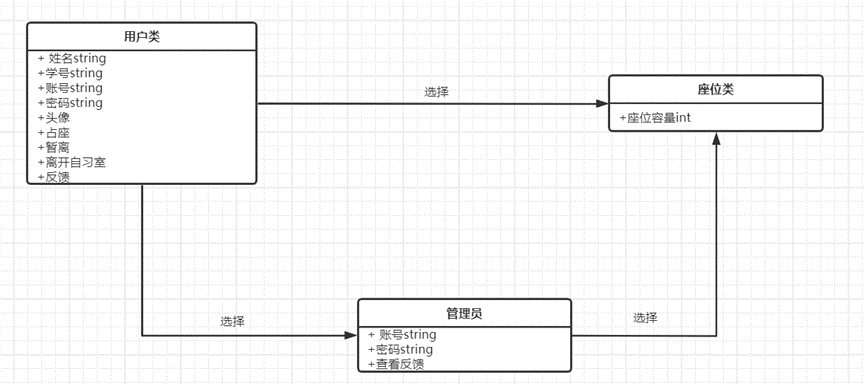 用户类
+ 姓名string
+学号string
+账号string
+密码string
+头像
+占座
+暂离
+离开自习室
+反馈
选择
座位类
+座位容量int
选择
管理员
+ 账号string
+密码string
+查看反馈
选择